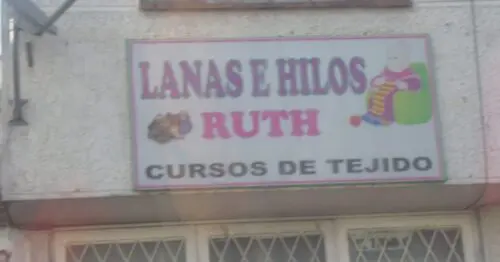 LANAS E HILOS
RUTH
CURSOS DE TEJIDO